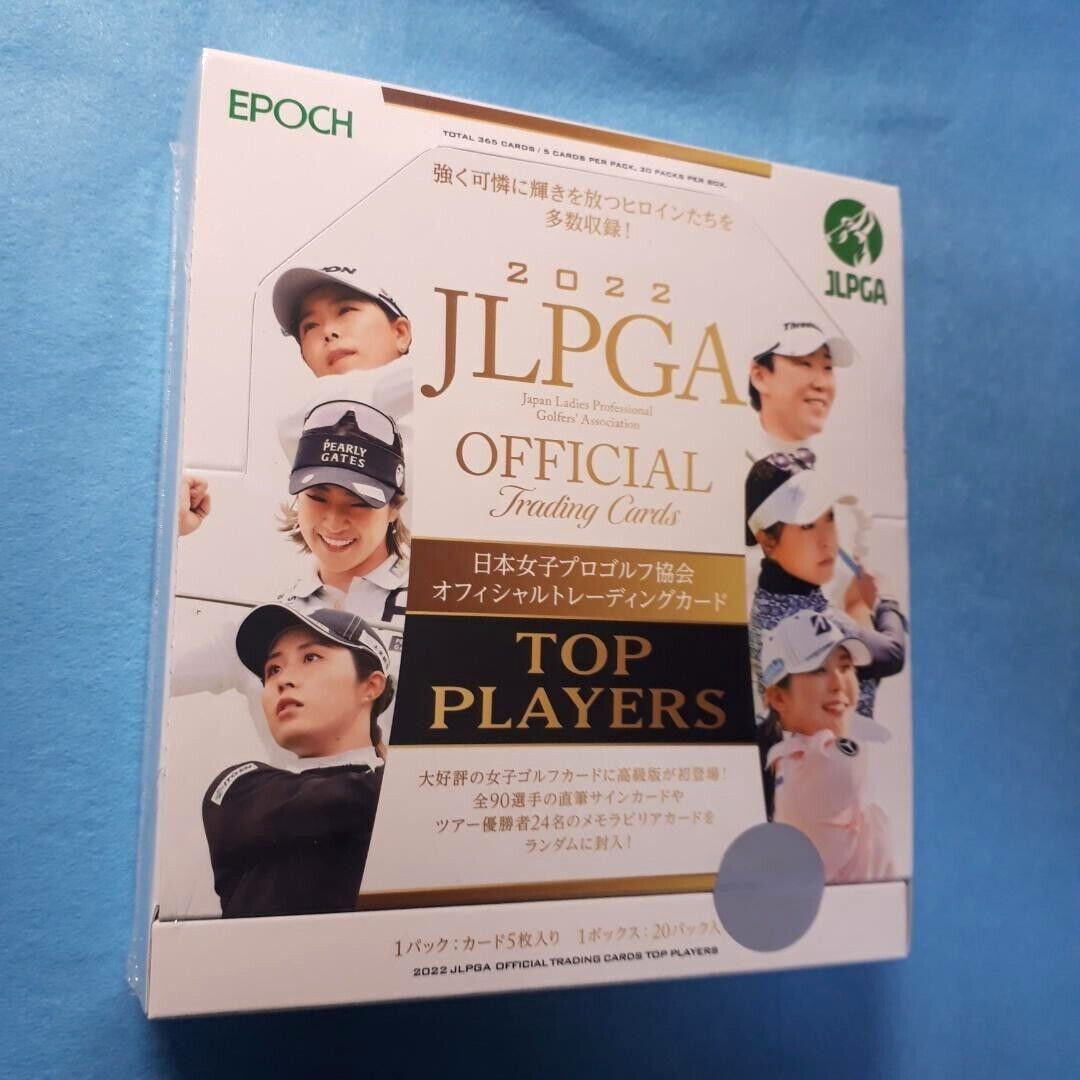 EPOCH
TOTAL 365 CARDS / 5 CARDS PER PACK, 20 PACKS PER BOX.
強く可憐に輝きを放つヒロインたちを
多数収録!
JLPGA
2022
JLPGA
Japan Ladies Professional
Golfers' Association
OFFICIAL
Trading Cards
PEARLY
GATES
日本女子プロゴルフ協会
オフィシャルトレーディングカード
TOP
PLAYERS
大好評の女子ゴルフカードに高級版が初登場!
全90選手の直筆サインカードや
ツアー優勝者24名のメモラビリアカードを
ランダムに封入!
1パック:カード5枚入り 1ボックス:20パック入
2022 JLPGA OFFICIAL TRADING CARDS TOP PLAYERS